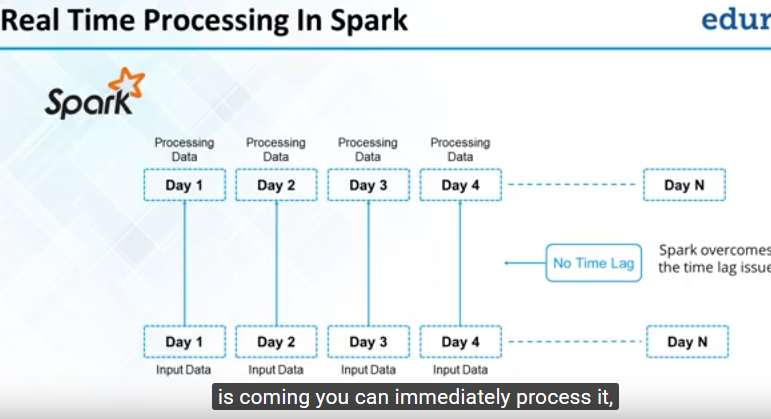 Real Time Processing In Spark
edur
Spark
Processing Data
Processing Data
Processing Data
Processing Data
Day 1
Day 2
Day 3
Day 4
Day N
No Time Lag
Spark overcomes
the time lag issue
Day 1
Day 2
Day 3
Day 4
Day N
Input Data
Input Data
Input Data
Input Data
is coming you can immediately process it,